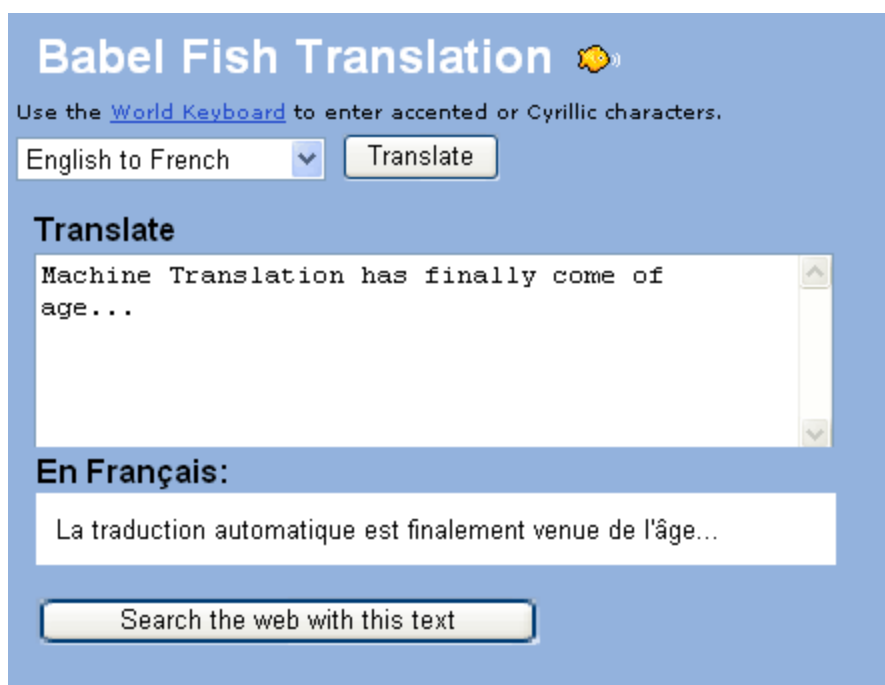 Babel Fish Translation
Use the World Keyboard to enter accented or Cyrillic characters.
English to French
Translate
Translate
Machine Translation has finally come of
age...
En Français:
La traduction automatique est finalement venue de l'âge...
Search the web with this text